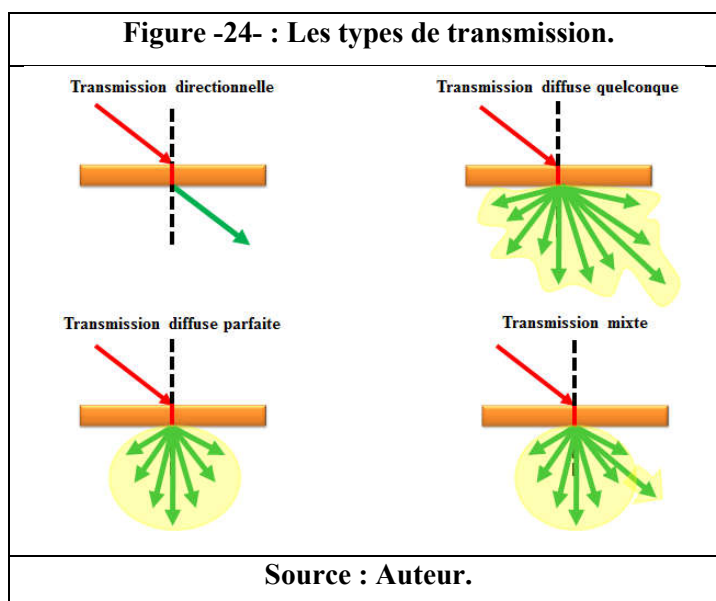 Figure -24- : Les types de transmission.
Transmission directionnelle
Transmission diffuse quelconque
Transmission diffuse parfaite
Transmission mixte
Source : Auteur.